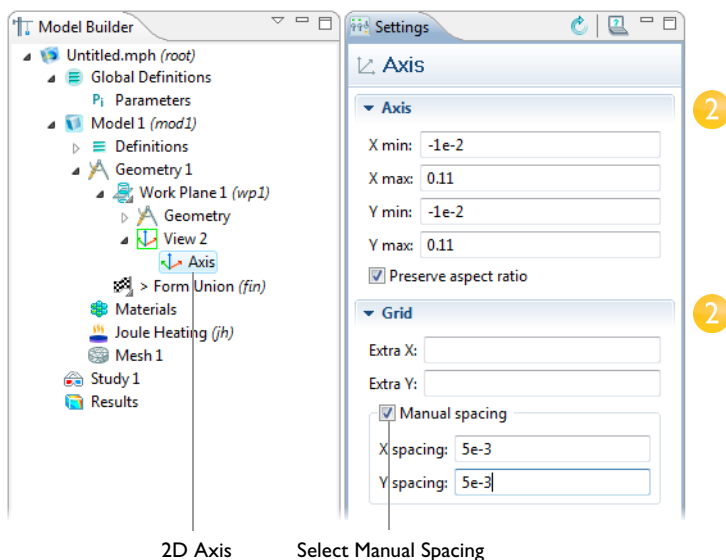 Model Builder
Untitled.mph (root)
Global Definitions
Pi Parameters
Model 1 (mod1)
Definitions
Geometry 1
Work Plane 1 (wp1)
Geometry
View 2
Axis
> Form Union (fin)
Materials
Joule Heating (jh)
Mesh 1
Study 1
Results
Settings
Axis
Axis
2
X min: -1e-2
X max: 0.11
Y min: -1e-2
Y max: 0.11
Preserve aspect ratio
Grid
2
Extra X:
Extra Y:
Manual spacing
X spacing: 5e-3
Y spacing: 5e-3
2D Axis
Select Manual Spacing